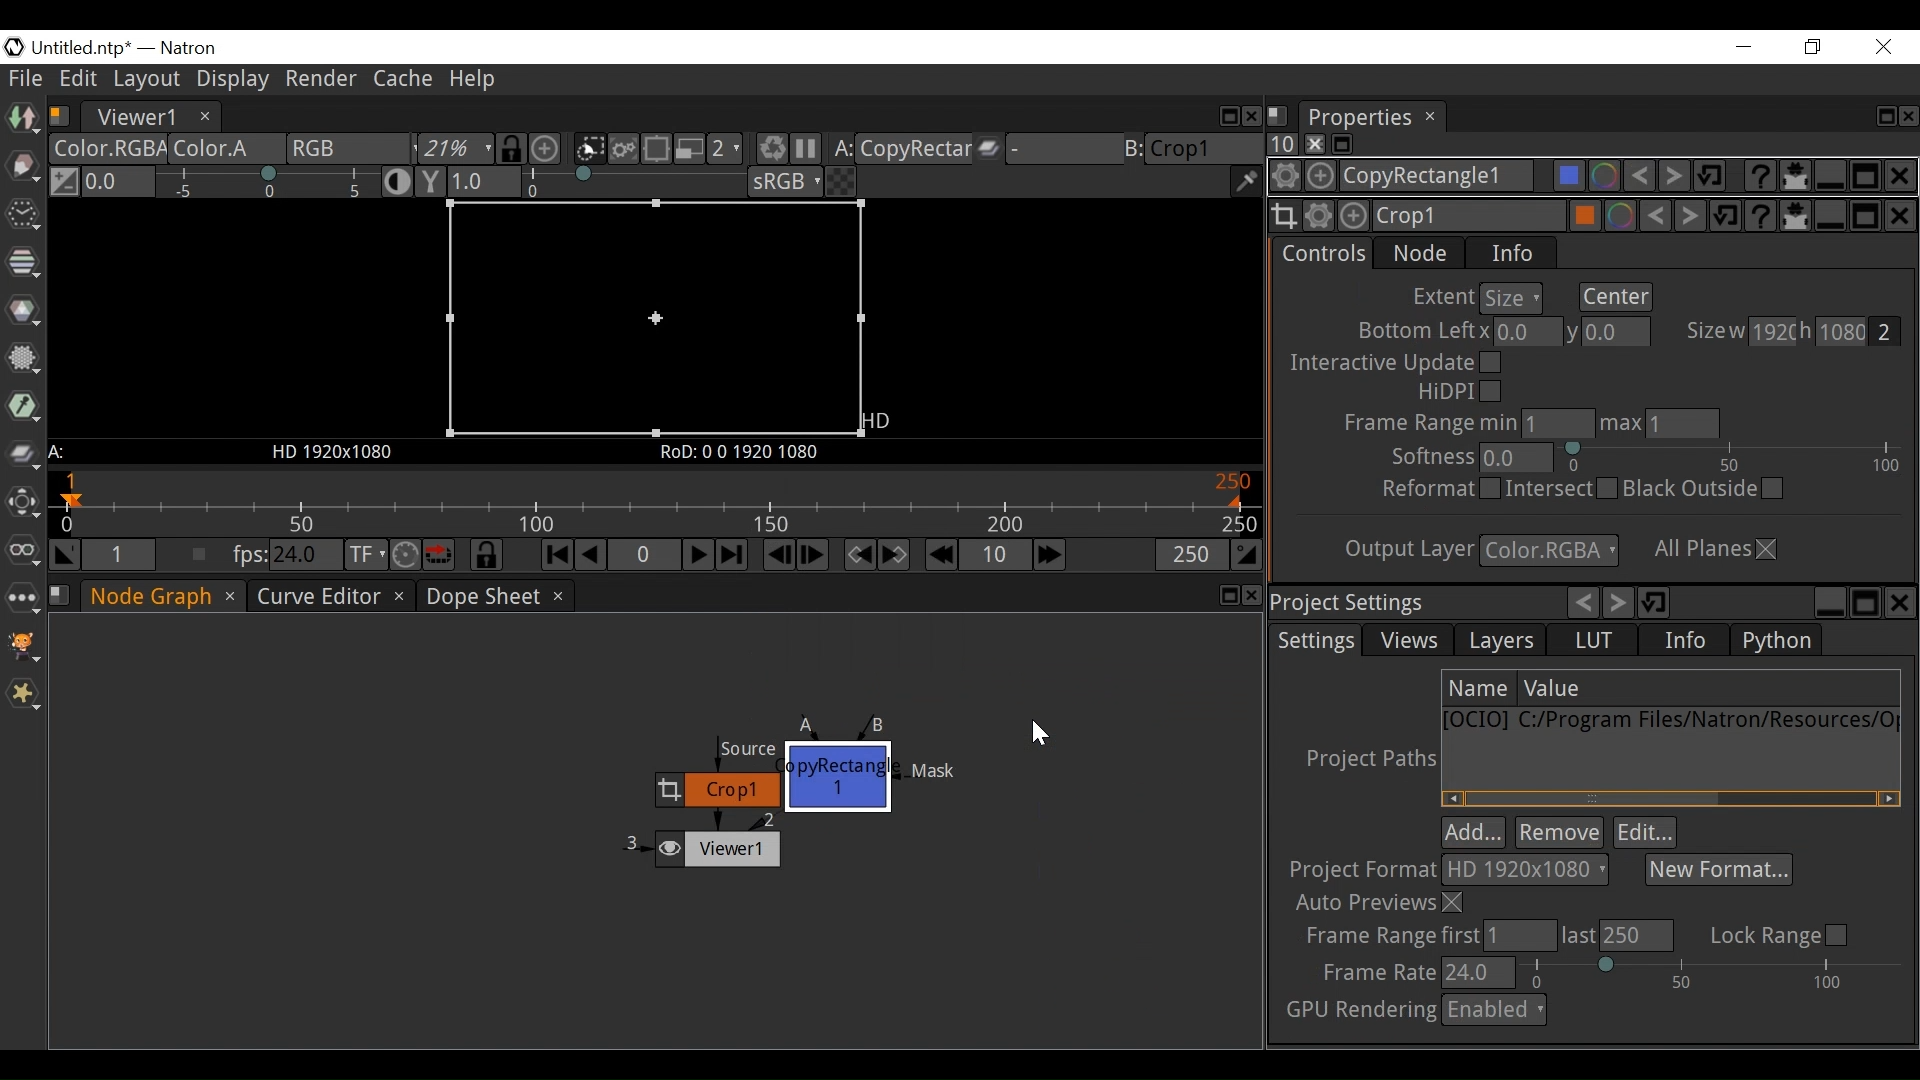 Untitled.ntp* — Natron
File Edit Layout Display Render Cache Help
Viewer1
Color.RGBA Color.A RGB 21% 2 A: CopyRectar - B: Crop1
0.0 -5 0 5 Y 1.0 0 sRGB
HD
A: HD 1920x1080 RoD: 0 0 1920 1080
1 250
0 50 100 150 200 250
1 fps: 24.0 TF 0 10 250
Node Graph Curve Editor Dope Sheet
A B
Source
CopyRectangle
1
Mask
Crop1
2
3
Viewer1
Properties
10
CopyRectangle1
Crop1
Controls Node Info
Extent Size Center
Bottom Left x 0.0 y 0.0 Size w 1920 h 1080 2
Interactive Update
HiDPI
Frame Range min 1 max 1
Softness 0.0 0 50 100
Reformat Intersect Black Outside
Output Layer Color.RGBA All Planes
Project Settings
Settings Views Layers LUT Info Python
Name Value
[OCIO] C:/Program Files/Natron/Resources/Op
Project Paths
Add... Remove Edit...
Project Format HD 1920x1080 New Format...
Auto Previews
Frame Range first 1 last 250 Lock Range
Frame Rate 24.0 0 50 100
GPU Rendering Enabled